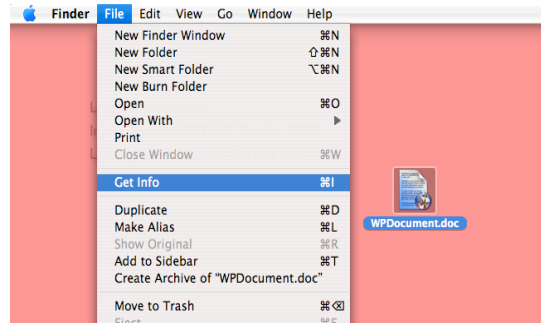 Finder File Edit View Go Window Help
New Finder Window ⌘N
New Folder ⇧⌘N
New Smart Folder ⌥⌘N
New Burn Folder
Open ⌘O
Open With ▶
Print
Close Window ⌘W
Get Info ⌘I
Duplicate ⌘D
Make Alias ⌘L
Show Original ⌘R
Add to Sidebar ⌘T
Create Archive of "WPDocument.doc"
Move to Trash ⌘⌫
Eject ⌘E
WPDocument.doc